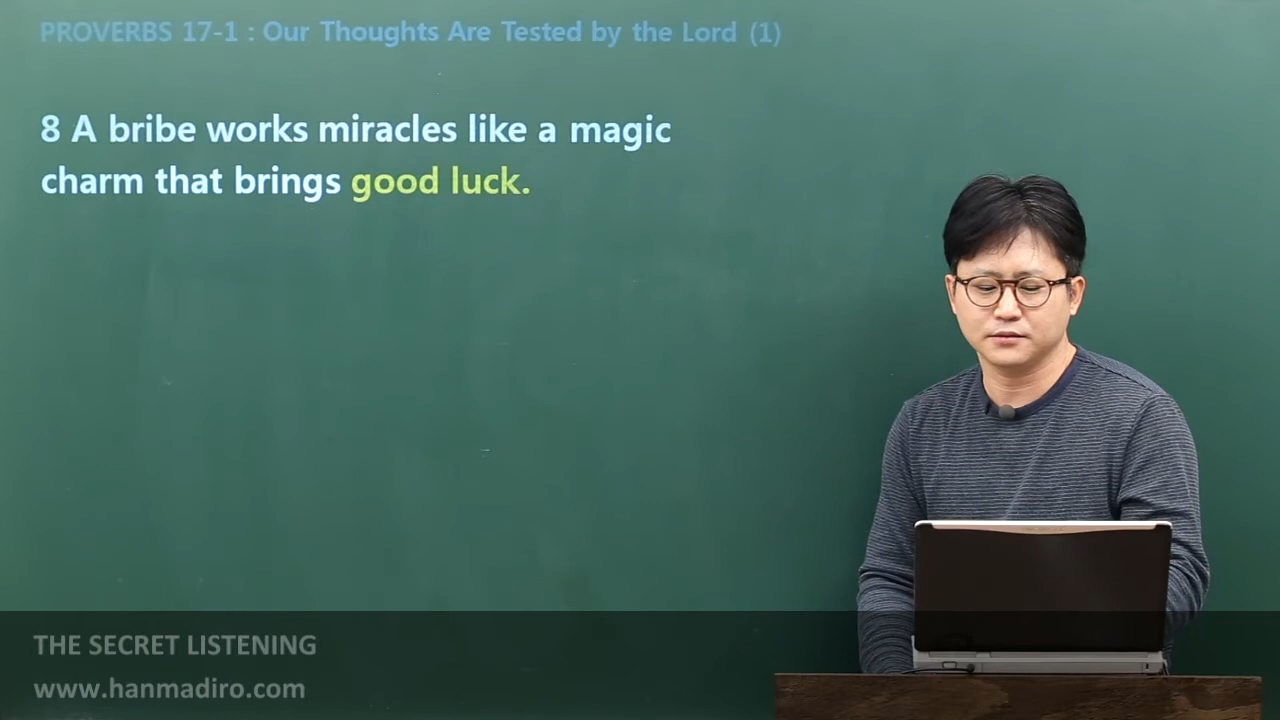 PROVERBS 17-1 : Our Thoughts Are Tested by the Lord (1)
8 A bribe works miracles like a magic
charm that brings good luck.
THE SECRET LISTENING
www.hanmadiro.com